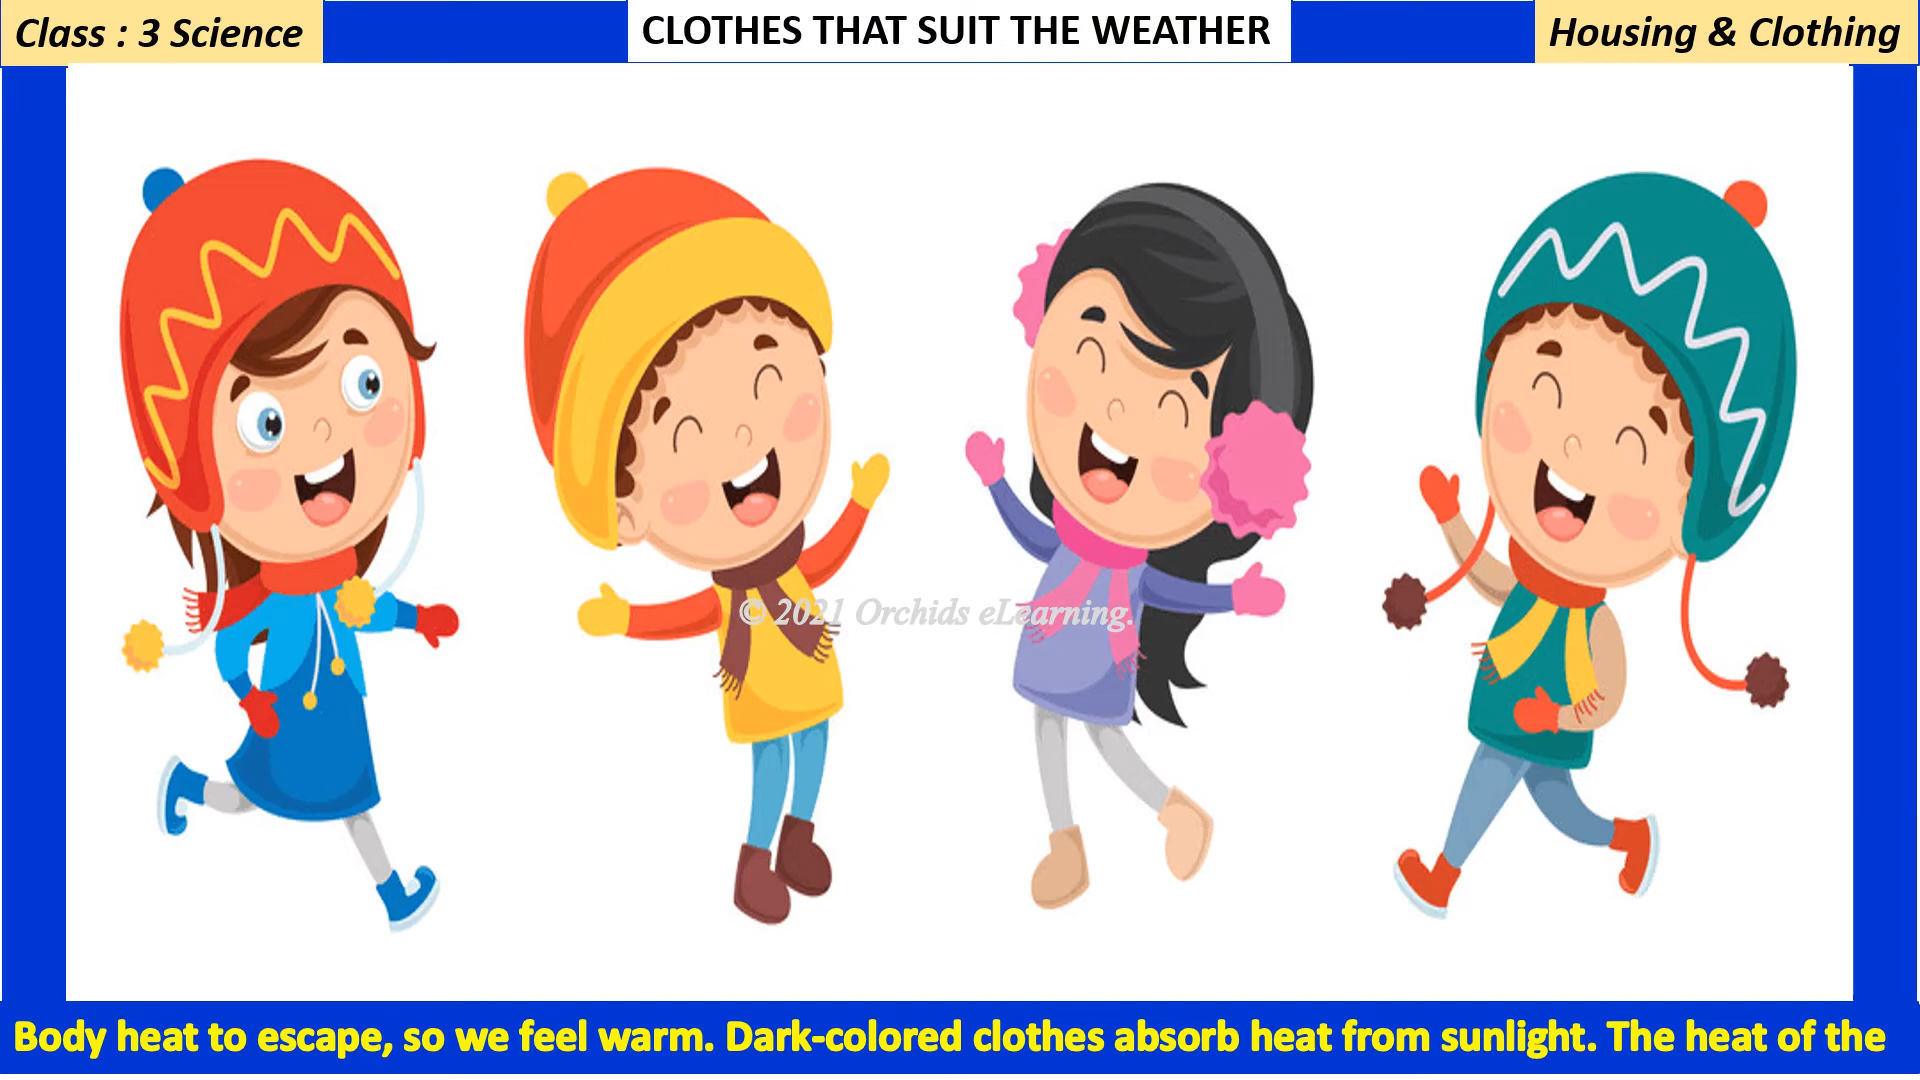 Class : 3 Science
CLOTHES THAT SUIT THE WEATHER
Housing & Clothing
© 2021 Orchids eLearning.
Body heat to escape, so we feel warm. Dark-colored clothes absorb heat from sunlight. The heat of the